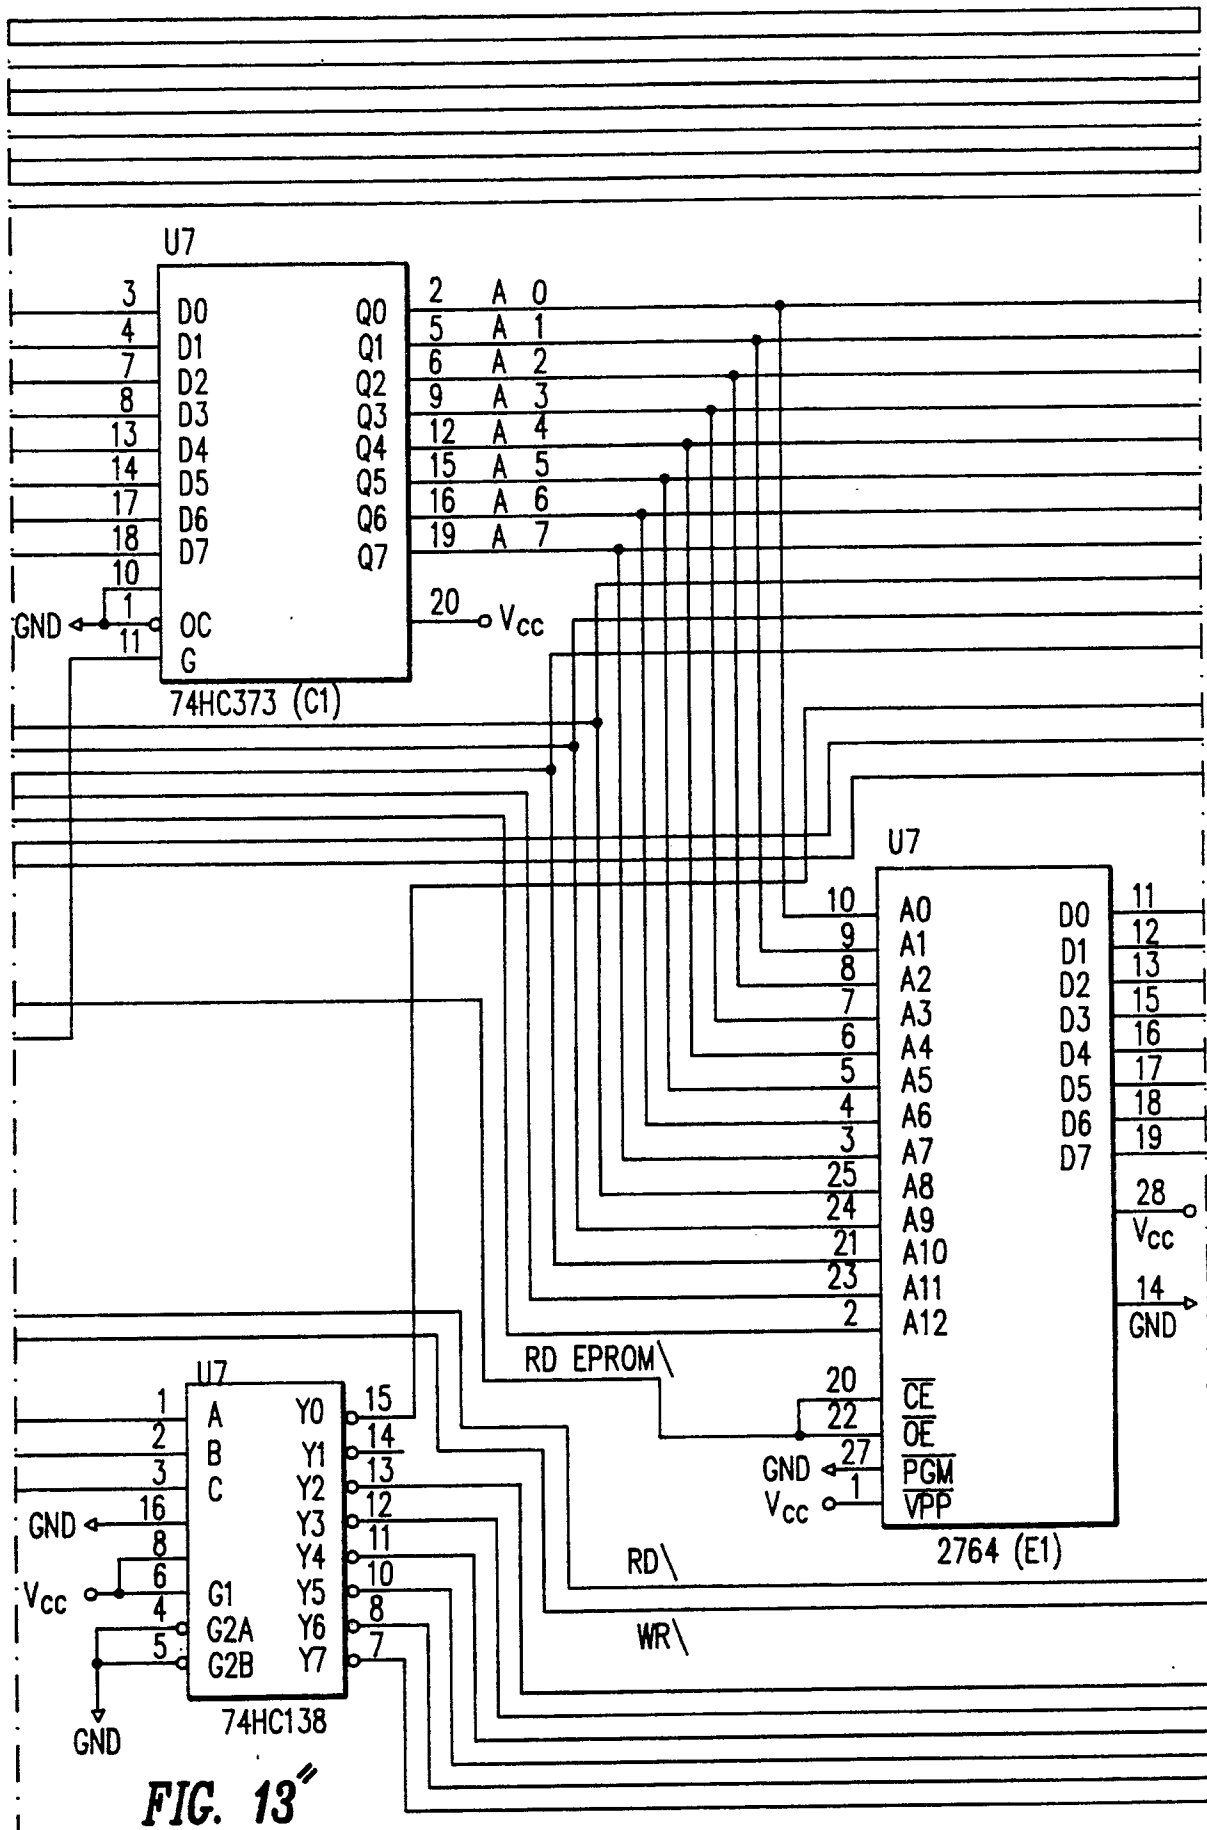 U7
3 D0 Q0 2 A 0
4 D1 Q1 5 A 1
7 D2 Q2 6 A 2
8 D3 Q3 9 A 3
13 D4 Q4 12 A 4
14 D5 Q5 15 A 5
17 D6 Q6 16 A 6
18 D7 Q7 19 A 7
10
GND 1 OC 20 VCC
11 G
74HC373 (C1)
U7
10 A0 D0 11
9 A1 D1 12
8 A2 D2 13
7 A3 D3 15
6 A4 D4 16
5 A5 D5 17
4 A6 D6 18
3 A7 D7 19
25 A8
24 A9 28 VCC
21 A10
23 A11 14 GND
2 A12
RD EPROM\
20 CE
22 OE
GND 27 PGM
VCC 1 VPP
2764 (E1)
U7
1 A Y0 15
2 B Y1 14
3 C Y2 13
GND 16 Y3 12
8 Y4 11
VCC 6 G1 Y5 10
4 G2A Y6 8
5 G2B Y7 7
GND
74HC138
RD\
WR\
FIG. 13"